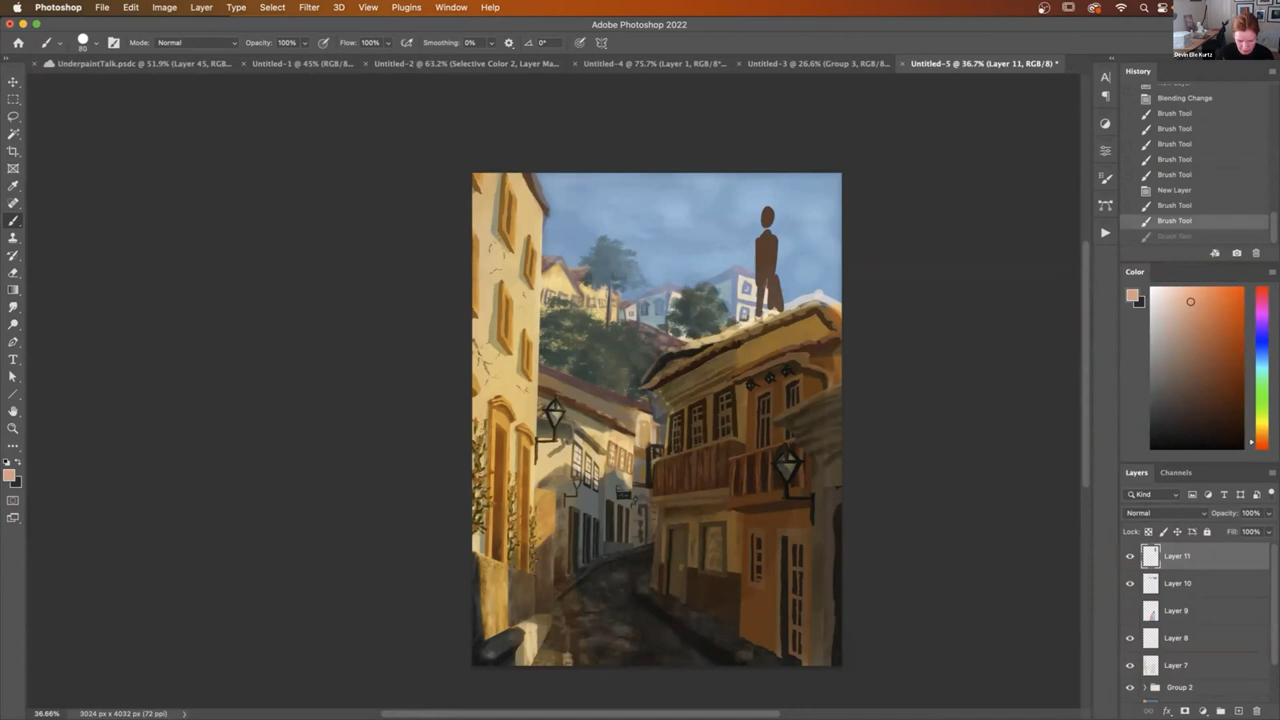 Photoshop File Edit Image Layer Type Select Filter 3D View Plugins Window Help
Adobe Photoshop 2022
80 Mode: Normal Opacity: 100% Flow: 100% Smoothing: 0% 0°
Devin Elle Kurtz
UnderpaintTalk.psdc @ 51.9% (Layer 45, RGB/8... Untitled-1 @ 45% (RGB/8... Untitled-2 @ 63.2% (Selective Color 2, Layer Ma... Untitled-4 @ 75.7% (Layer 1, RGB/8*... Untitled-3 @ 26.6% (Group 3, RGB/8... Untitled-5 @ 36.7% (Layer 11, RGB/8) *
History
Blending Change
Brush Tool
Brush Tool
Brush Tool
Brush Tool
Brush Tool
New Layer
Brush Tool
Brush Tool
Brush Tool
Color
Layers Channels
Kind
Normal Opacity: 100%
Lock: Fill: 100%
Layer 11
Layer 10
Layer 9
Layer 8
Layer 7
Group 2
36.66% 3024 px x 4032 px (72 ppi)